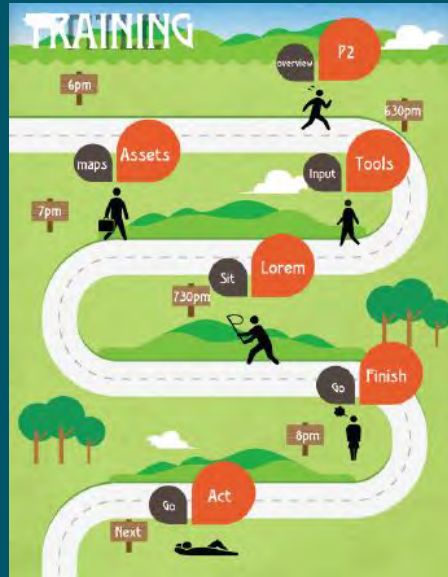 TRAINING
overview
P2
6pm
630pm
maps
Assets
Input
Tools
7pm
Sit
Lorem
730pm
Go
Finish
8pm
Go
Act
Next